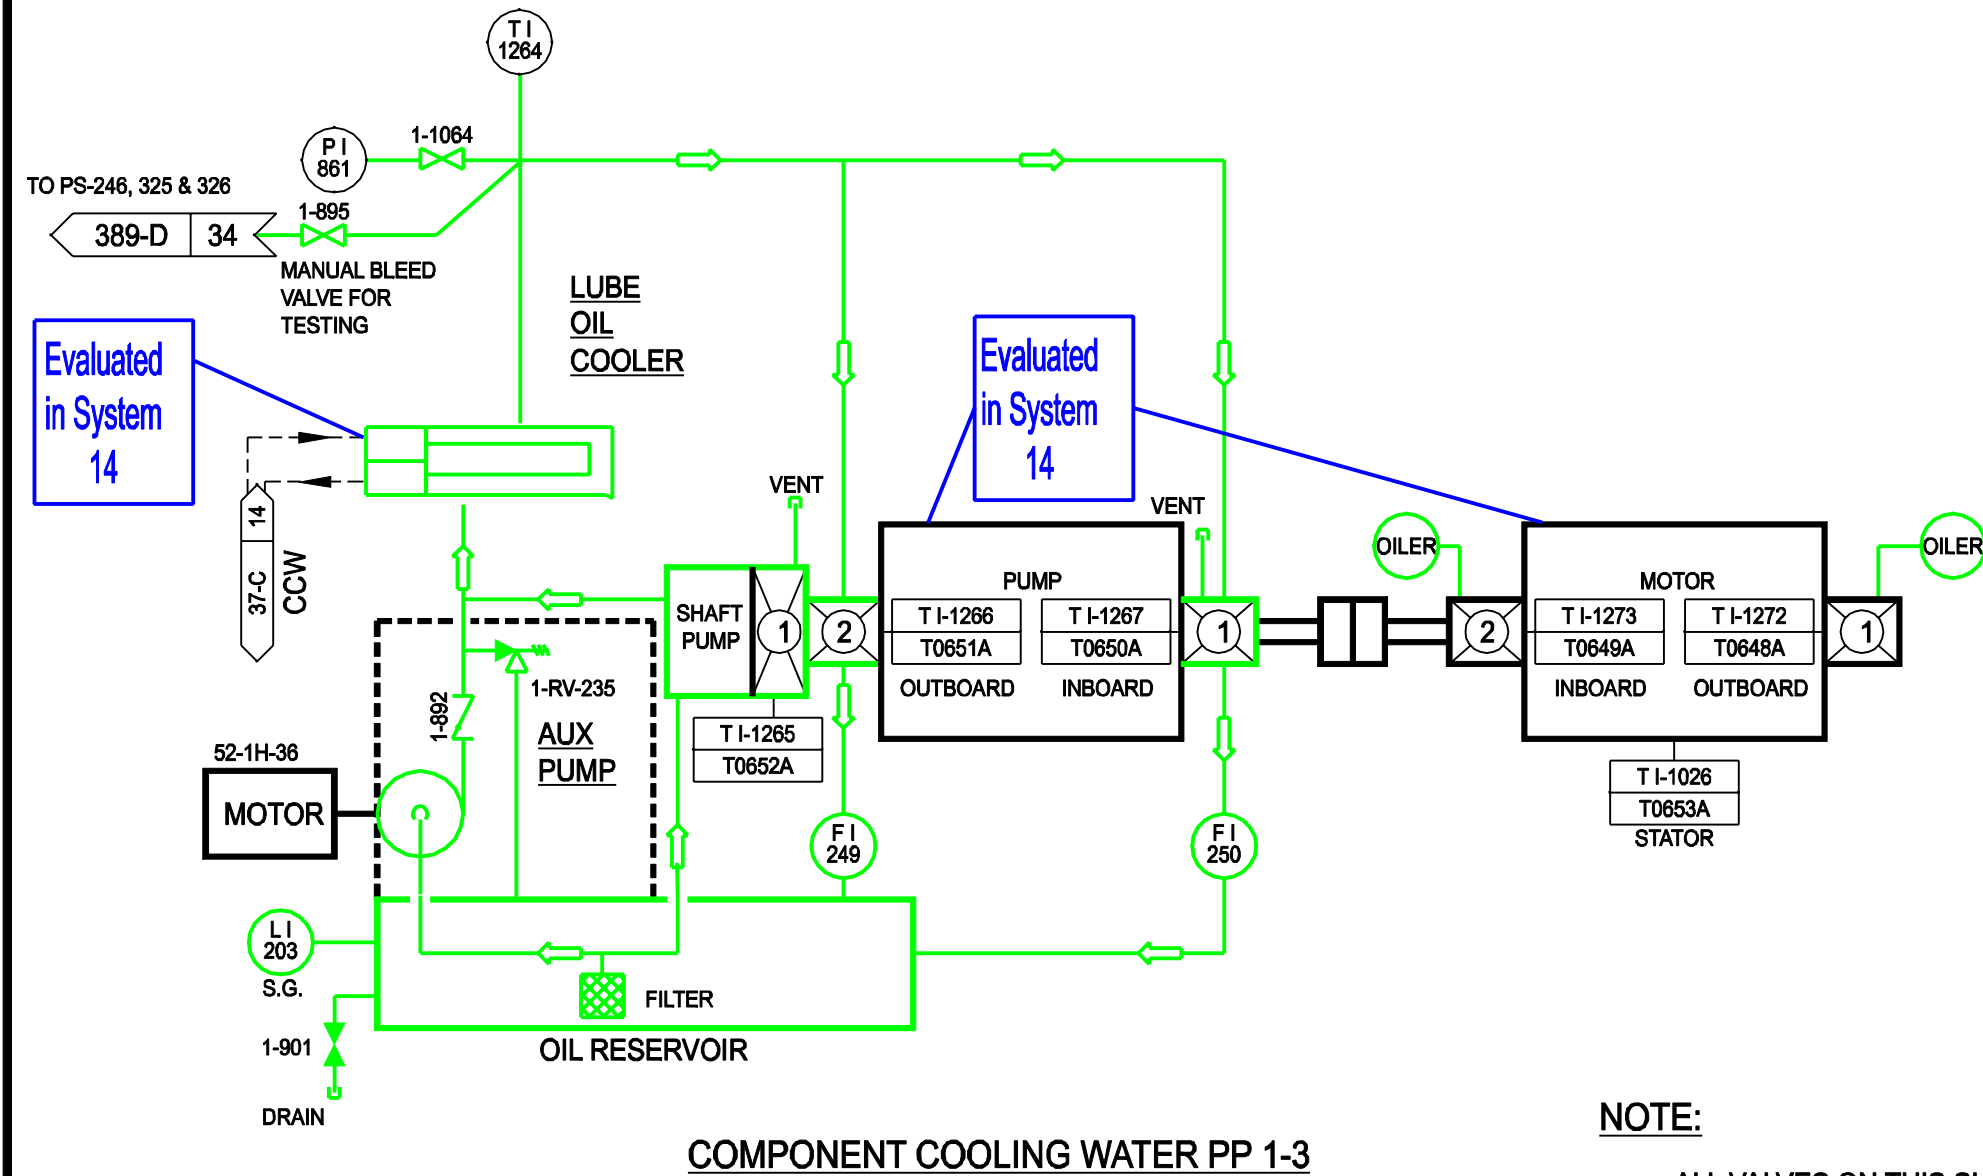 T I
1264
1-1064
P I
861
TO PS-246, 325 & 326
1-895
389-D 34
MANUAL BLEED
VALVE FOR
TESTING
LUBE
OIL
COOLER
Evaluated
in System
14
Evaluated
in System
14
14
37-C
CCW
VENT
VENT
OILER
OILER
SHAFT
PUMP
1
2
PUMP
T I-1266
T0651A
OUTBOARD
T I-1267
T0650A
INBOARD
1
2
MOTOR
T I-1273
T0649A
INBOARD
T I-1272
T0648A
OUTBOARD
1
1-RV-235
1-892
AUX
PUMP
T I-1265
T0652A
52-1H-36
MOTOR
T I-1026
T0653A
STATOR
F I
249
F I
250
L I
203
S.G.
FILTER
1-901
OIL RESERVOIR
DRAIN
NOTE:
COMPONENT COOLING WATER PP 1-3